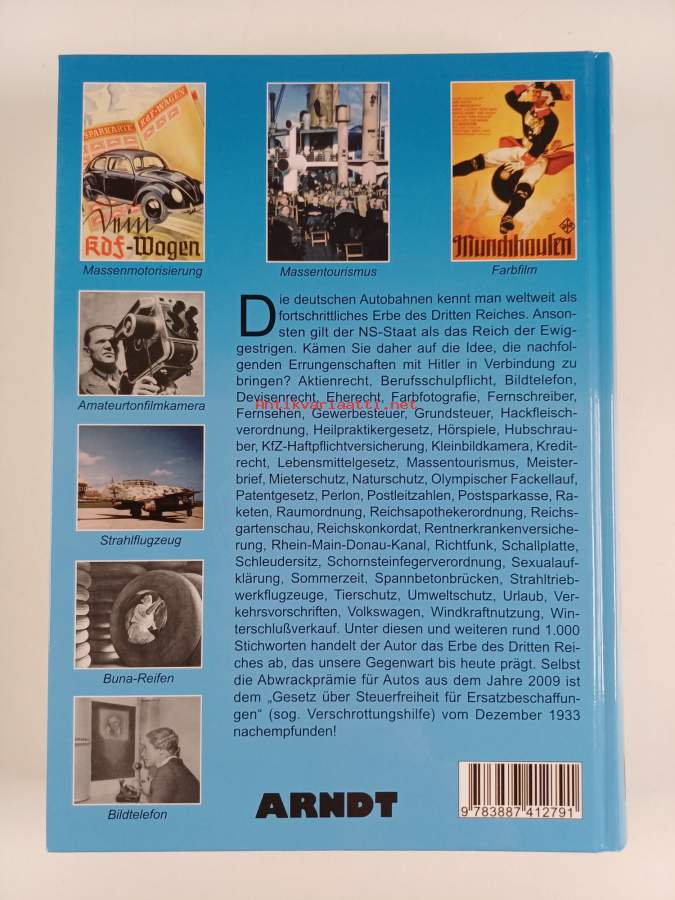 SPARKARTE
KdF-WAGEN
Dein
KdF-Wagen
Massenmotorisierung
Massentourismus
Münchhausen
Farbfilm
Amateurtonfilmkamera
Strahlflugzeug
Buna-Reifen
Bildtelefon
Die deutschen Autobahnen kennt man weltweit als
fortschrittliches Erbe des Dritten Reiches. Anson-
sten gilt der NS-Staat als das Reich der Ewig-
gestrigen. Kämen Sie daher auf die Idee, die nachfol-
genden Errungenschaften mit Hitler in Verbindung zu
bringen? Aktienrecht, Berufsschulpflicht, Bildtelefon,
Devisenrecht, Eherecht, Farbfotografie, Fernschreiber,
Antikvariaatti.net
Fernsehen, Gewerbesteuer, Grundsteuer, Hackfleisch-
verordnung, Heilpraktikergesetz, Hörspiele, Hubschrau-
ber, KfZ-Haftpflichtversicherung, Kleinbildkamera, Kredit-
recht, Lebensmittelgesetz, Massentourismus, Meister-
brief, Mieterschutz, Naturschutz, Olympischer Fackellauf,
Patentgesetz, Perlon, Postleitzahlen, Postsparkasse, Ra-
keten, Raumordnung, Reichsapothekerordnung, Reichs-
gartenschau, Reichskonkordat, Rentnerkrankenversiche-
rung, Rhein-Main-Donau-Kanal, Richtfunk, Schallplatte,
Schleudersitz, Schornsteinfegerverordnung, Sexualauf-
klärung, Sommerzeit, Spannbetonbrücken, Strahltrieb-
werkflugzeuge, Tierschutz, Umweltschutz, Urlaub, Ver-
kehrsvorschriften, Volkswagen, Windkraftnutzung, Win-
terschlußverkauf. Unter diesen und weiteren rund 1.000
Stichworten handelt der Autor das Erbe des Dritten Rei-
ches ab, das unsere Gegenwart bis heute prägt. Selbst
die Abwrackprämie für Autos aus dem Jahre 2009 ist
dem „Gesetz über Steuerfreiheit für Ersatzbeschaffun-
gen“ (sog. Verschrottungshilfe) vom Dezember 1933
nachempfunden!
ARNDT
9 783887 412791